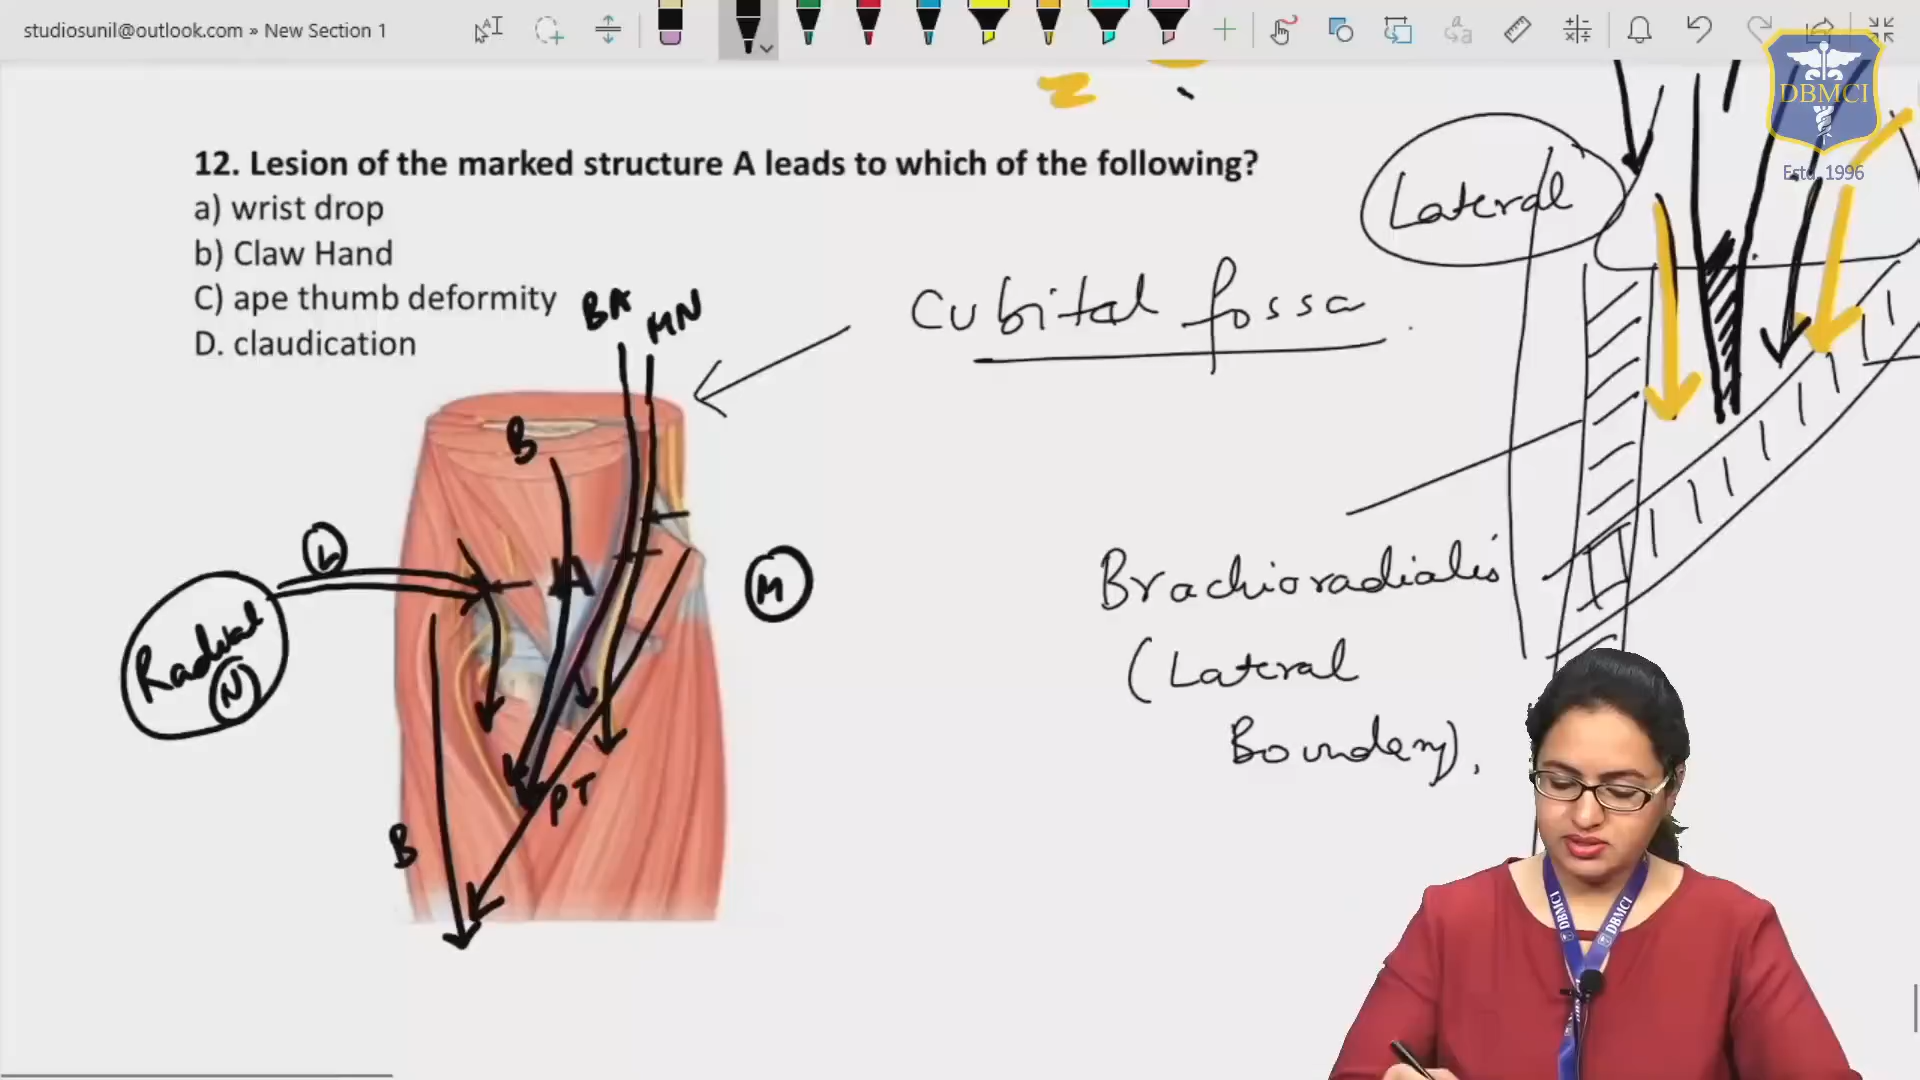 studiosunil@outlook.com » New Section 1
DBMCI
Estd. 1996
12. Lesion of the marked structure A leads to which of the following?
a) wrist drop
b) Claw Hand
C) ape thumb deformity
D. claudication
Lateral
Cubital fossa
BA
MN
B
A
L
M
Radial
N
B
PT
Brachioradialis
(Lateral
Boundary).
DBMCI
DBMCI